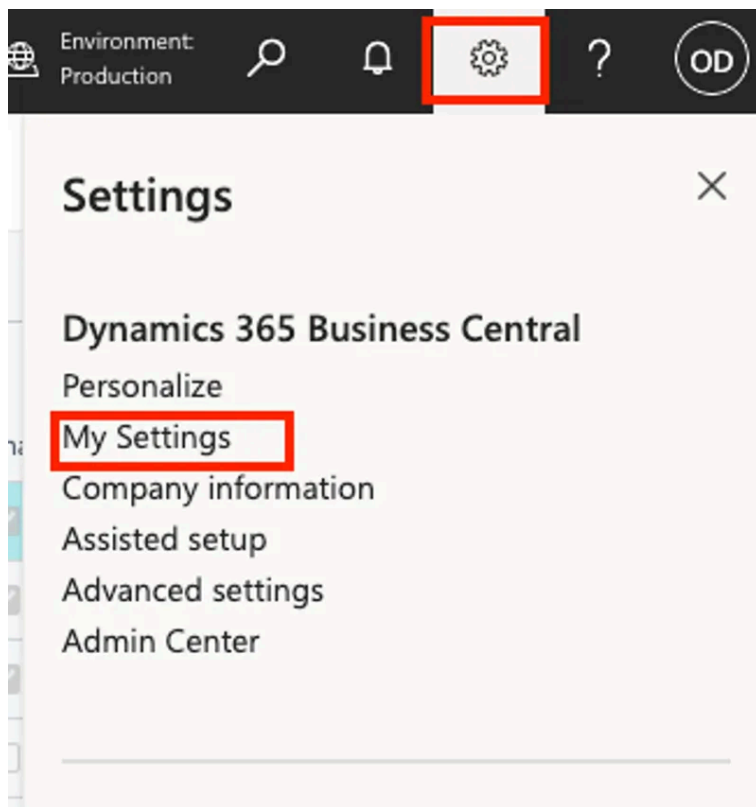 Environment:
Production
OD
Settings
Dynamics 365 Business Central
Personalize
My Settings
Company information
Assisted setup
Advanced settings
Admin Center